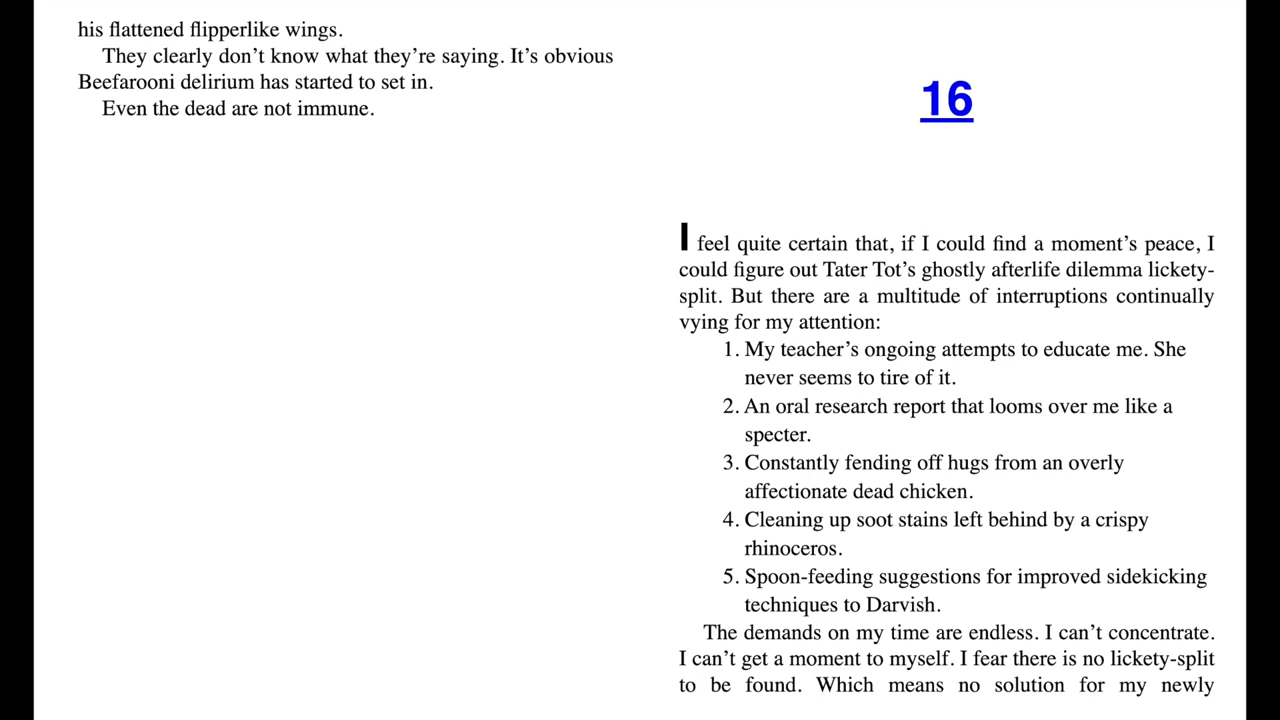 his flattened flipperlike wings.
They clearly don’t know what they’re saying. It’s obvious
Beefarooni delirium has started to set in.
Even the dead are not immune.
16
I feel quite certain that, if I could find a moment’s peace, I
could figure out Tater Tot’s ghostly afterlife dilemma lickety-
split. But there are a multitude of interruptions continually
vying for my attention:
1. My teacher’s ongoing attempts to educate me. She
never seems to tire of it.
2. An oral research report that looms over me like a
specter.
3. Constantly fending off hugs from an overly
affectionate dead chicken.
4. Cleaning up soot stains left behind by a crispy
rhinoceros.
5. Spoon-feeding suggestions for improved sidekicking
techniques to Darvish.
The demands on my time are endless. I can’t concentrate.
I can’t get a moment to myself. I fear there is no lickety-split
to be found. Which means no solution for my newly